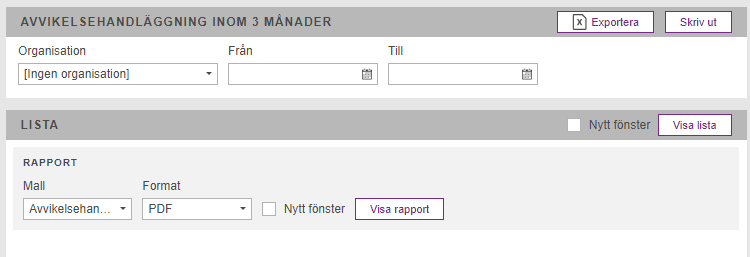 AVVIKELSEHANDLÄGGNING INOM 3 MÅNADER Exportera Skriv ut
Organisation Från Till
[Ingen organisation]
LISTA Nytt fönster Visa lista
RAPPORT
Mall Format
Avvikelsehan... PDF Nytt fönster Visa rapport